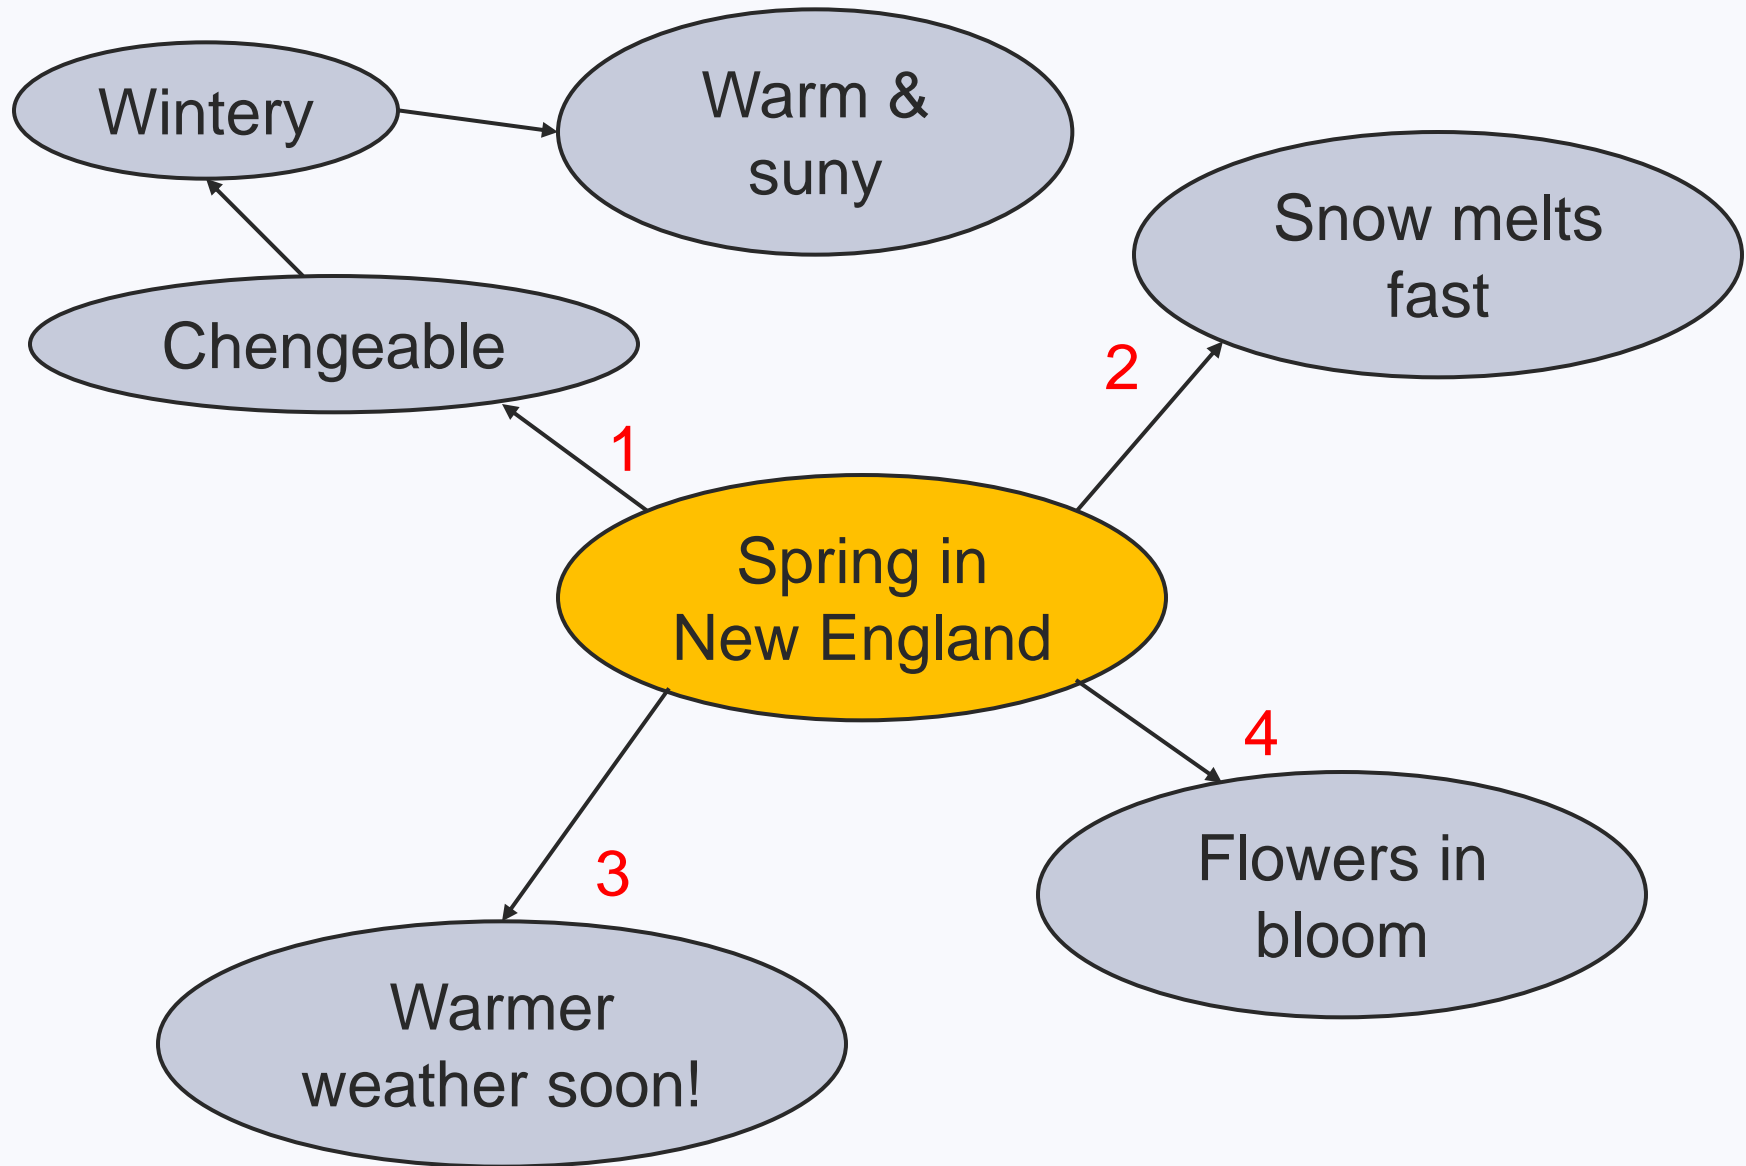 Wintery
Warm &
suny
Snow melts
fast
Chengeable
2
1
Spring in
New England
4
3
Flowers in
bloom
Warmer
weather soon!